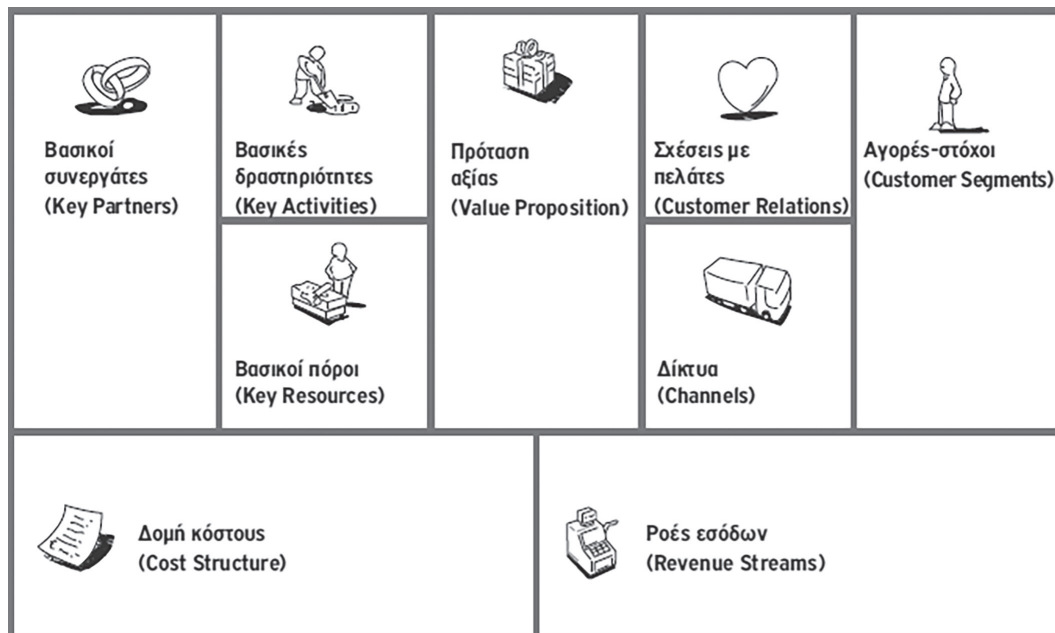 Βασικοί
συνεργάτες
(Key Partners)
Βασικές
δραστηριότητες
(Key Activities)
Βασικοί πόροι
(Key Resources)
Πρόταση
αξίας
(Value Proposition)
Σχέσεις με
πελάτες
(Customer Relations)
Δίκτυα
(Channels)
Αγορές-στόχοι
(Customer Segments)
Δομή κόστους
(Cost Structure)
Ροές εσόδων
(Revenue Streams)